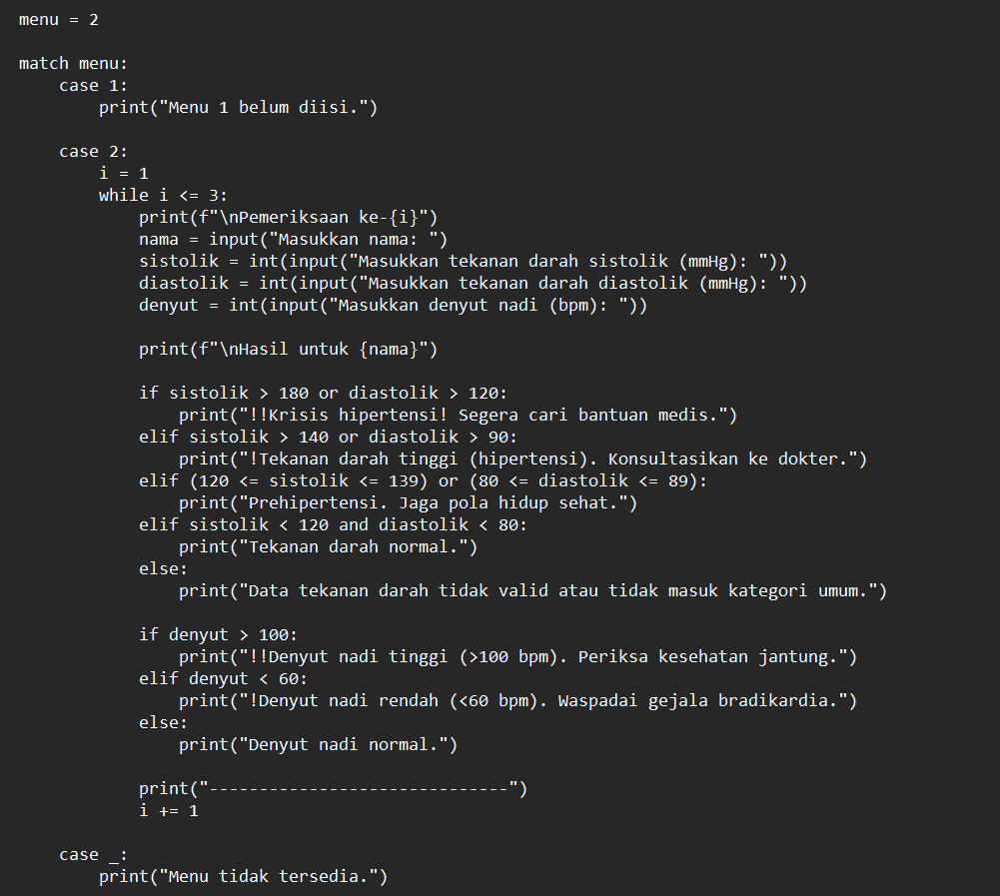 menu = 2

match menu:
    case 1:
        print("Menu 1 belum diisi.")

    case 2:
        i = 1
        while i <= 3:
            print(f"\nPemeriksaan ke-{i}")
            nama = input("Masukkan nama: ")
            sistolik = int(input("Masukkan tekanan darah sistolik (mmHg): "))
            diastolik = int(input("Masukkan tekanan darah diastolik (mmHg): "))
            denyut = int(input("Masukkan denyut nadi (bpm): "))

            print(f"\nHasil untuk {nama}")

            if sistolik > 180 or diastolik > 120:
                print("!!Krisis hipertensi! Segera cari bantuan medis.")
            elif sistolik > 140 or diastolik > 90:
                print("!Tekanan darah tinggi (hipertensi). Konsultasikan ke dokter.")
            elif (120 <= sistolik <= 139) or (80 <= diastolik <= 89):
                print("Prehipertensi. Jaga pola hidup sehat.")
            elif sistolik < 120 and diastolik < 80:
                print("Tekanan darah normal.")
            else:
                print("Data tekanan darah tidak valid atau tidak masuk kategori umum.")

            if denyut > 100:
                print("!!Denyut nadi tinggi (>100 bpm). Periksa kesehatan jantung.")
            elif denyut < 60:
                print("!Denyut nadi rendah (<60 bpm). Waspadai gejala bradikardia.")
            else:
                print("Denyut nadi normal.")

            print("------------------------------")
            i += 1

    case _:
        print("Menu tidak tersedia.")